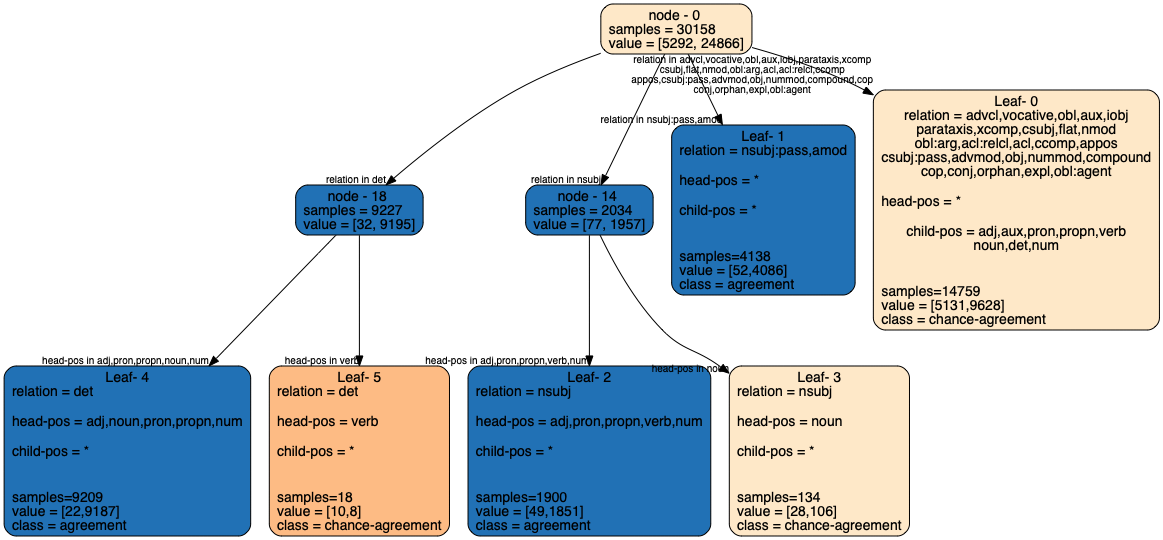 node - 0
samples = 30158
value = [5292, 24866]
relation in advcl,vocative,obl,aux,iobj,parataxis,xcomp
csubj,flat,nmod,obl:arg,acl,acl:relcl,ccomp
appos,csubj:pass,advmod,obj,nummod,compound,cop
conj,orphan,expl,obl:agent
relation in nsubj:pass,amod
relation in det
relation in nsubj
Leaf- 0
relation = advcl,vocative,obl,aux,iobj
parataxis,xcomp,csubj,flat,nmod
obl:arg,acl:relcl,acl,ccomp,appos
csubj:pass,advmod,obj,nummod,compound
cop,conj,orphan,expl,obl:agent
head-pos = *
child-pos = adj,aux,pron,propn,verb
noun,det,num
samples=14759
value = [5131,9628]
class = chance-agreement
Leaf- 1
relation = nsubj:pass,amod
head-pos = *
child-pos = *
samples=4138
value = [52,4086]
class = agreement
node - 18
samples = 9227
value = [32, 9195]
node - 14
samples = 2034
value = [77, 1957]
head-pos in adj,pron,propn,noun,num
head-pos in verb
head-pos in adj,pron,propn,verb,num
head-pos in noun
Leaf- 4
relation = det
head-pos = adj,noun,pron,propn,num
child-pos = *
samples=9209
value = [22,9187]
class = agreement
Leaf- 5
relation = det
head-pos = verb
child-pos = *
samples=18
value = [10,8]
class = chance-agreement
Leaf- 2
relation = nsubj
head-pos = adj,pron,propn,verb,num
child-pos = *
samples=1900
value = [49,1851]
class = agreement
Leaf- 3
relation = nsubj
head-pos = noun
child-pos = *
samples=134
value = [28,106]
class = chance-agreement